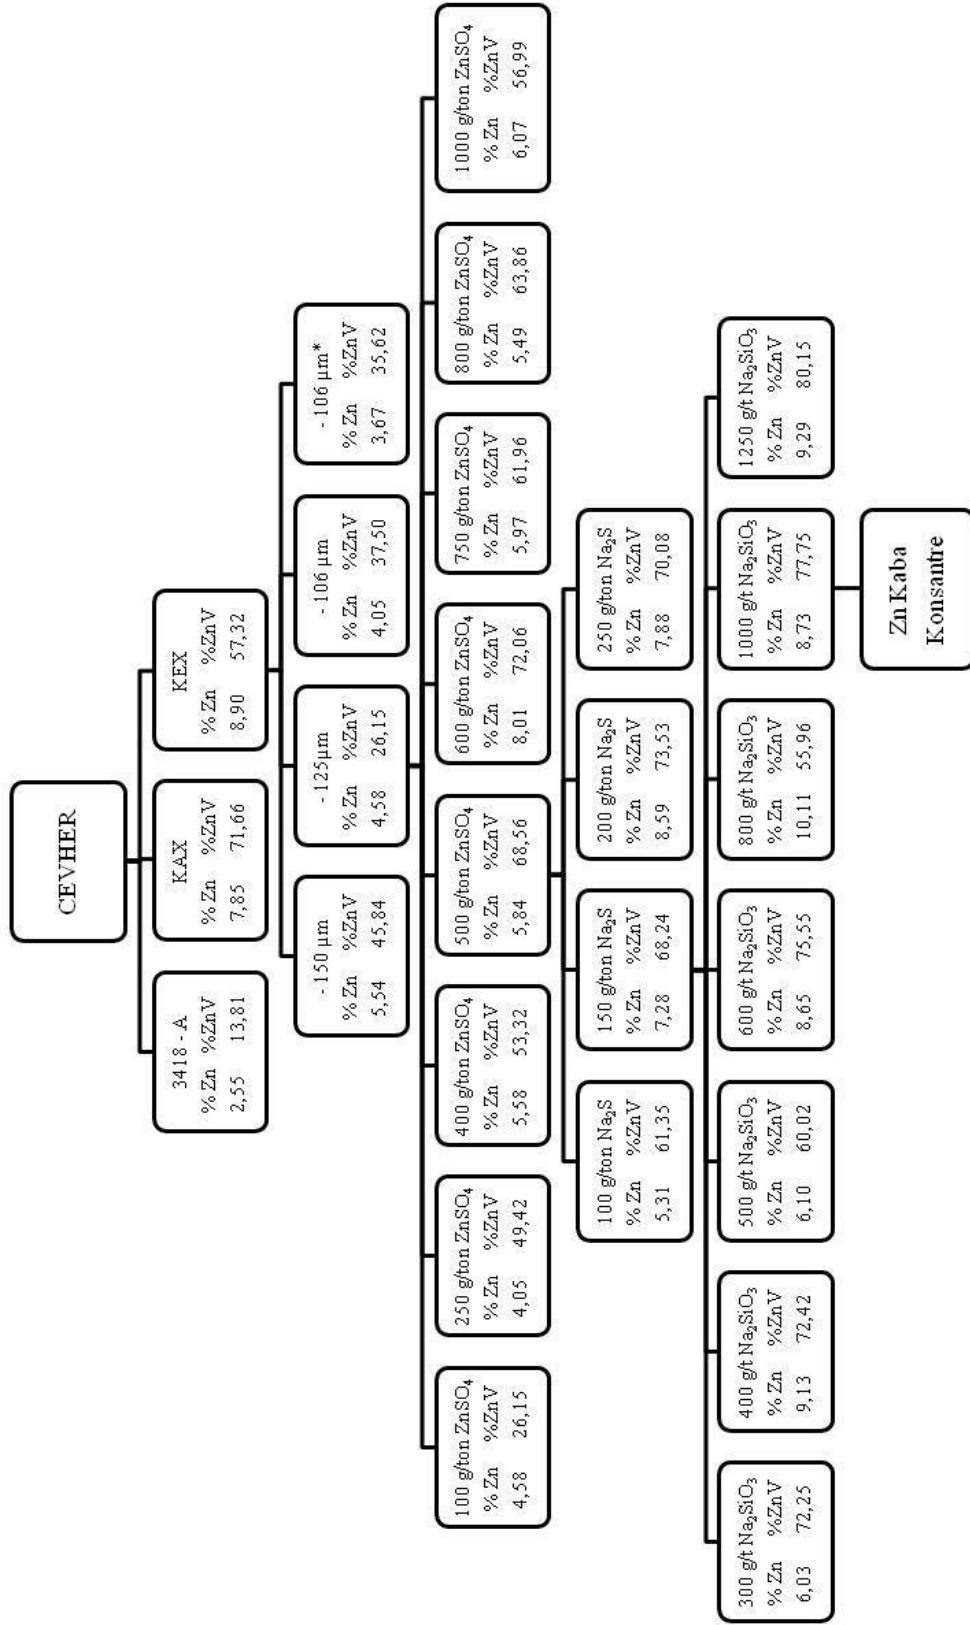 CEVHER
3418 - A
% Zn %ZnV
2,55 13,81
KAX
% Zn %ZnV
7,85 71,66
KEX
% Zn %ZnV
8,90 57,32
- 150 µm
% Zn %ZnV
5,54 45,84
- 125µm
% Zn %ZnV
4,58 26,15
- 106 µm
% Zn %ZnV
4,05 37,50
- 106 µm*
% Zn %ZnV
3,67 35,62
100 g/ton ZnSO₄
% Zn %ZnV
4,58 26,15
250 g/ton ZnSO₄
% Zn %ZnV
4,05 49,42
400 g/ton ZnSO₄
% Zn %ZnV
5,58 53,32
500 g/ton ZnSO₄
% Zn %ZnV
5,84 68,56
600 g/ton ZnSO₄
% Zn %ZnV
8,01 72,06
750 g/ton ZnSO₄
% Zn %ZnV
5,97 61,96
800 g/ton ZnSO₄
% Zn %ZnV
5,49 63,86
1000 g/ton ZnSO₄
% Zn %ZnV
6,07 56,99
100 g/ton Na₂S
% Zn %ZnV
5,31 61,35
150 g/ton Na₂S
% Zn %ZnV
7,28 68,24
200 g/ton Na₂S
% Zn %ZnV
8,59 73,53
250 g/ton Na₂S
% Zn %ZnV
7,88 70,08
300 g/t Na₂SiO₃
% Zn %ZnV
6,03 72,25
400 g/t Na₂SiO₃
% Zn %ZnV
9,13 72,42
500 g/t Na₂SiO₃
% Zn %ZnV
6,10 60,02
600 g/t Na₂SiO₃
% Zn %ZnV
8,65 75,55
800 g/t Na₂SiO₃
% Zn %ZnV
10,11 55,96
1000 g/t Na₂SiO₃
% Zn %ZnV
8,73 77,75
1250 g/t Na₂SiO₃
% Zn %ZnV
9,29 80,15
Zn Kaba
Konsantre